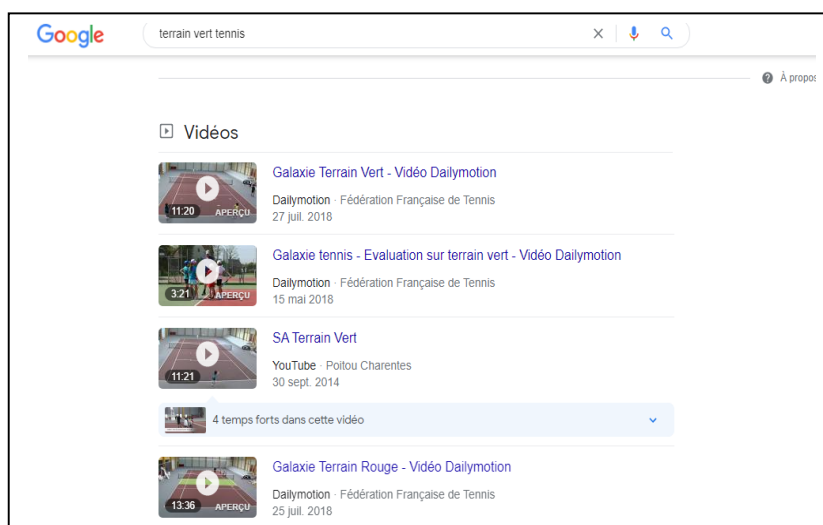 Google
terrain vert tennis
À propos
Vidéos
11:20 APERÇU
Galaxie Terrain Vert - Vidéo Dailymotion
Dailymotion · Fédération Française de Tennis
27 juil. 2018
3:21 APERÇU
Galaxie tennis - Evaluation sur terrain vert - Vidéo Dailymotion
Dailymotion · Fédération Française de Tennis
15 mai 2018
11:21
SA Terrain Vert
YouTube · Poitou Charentes
30 sept. 2014
4 temps forts dans cette vidéo
13:36 APERÇU
Galaxie Terrain Rouge - Vidéo Dailymotion
Dailymotion · Fédération Française de Tennis
25 juil. 2018